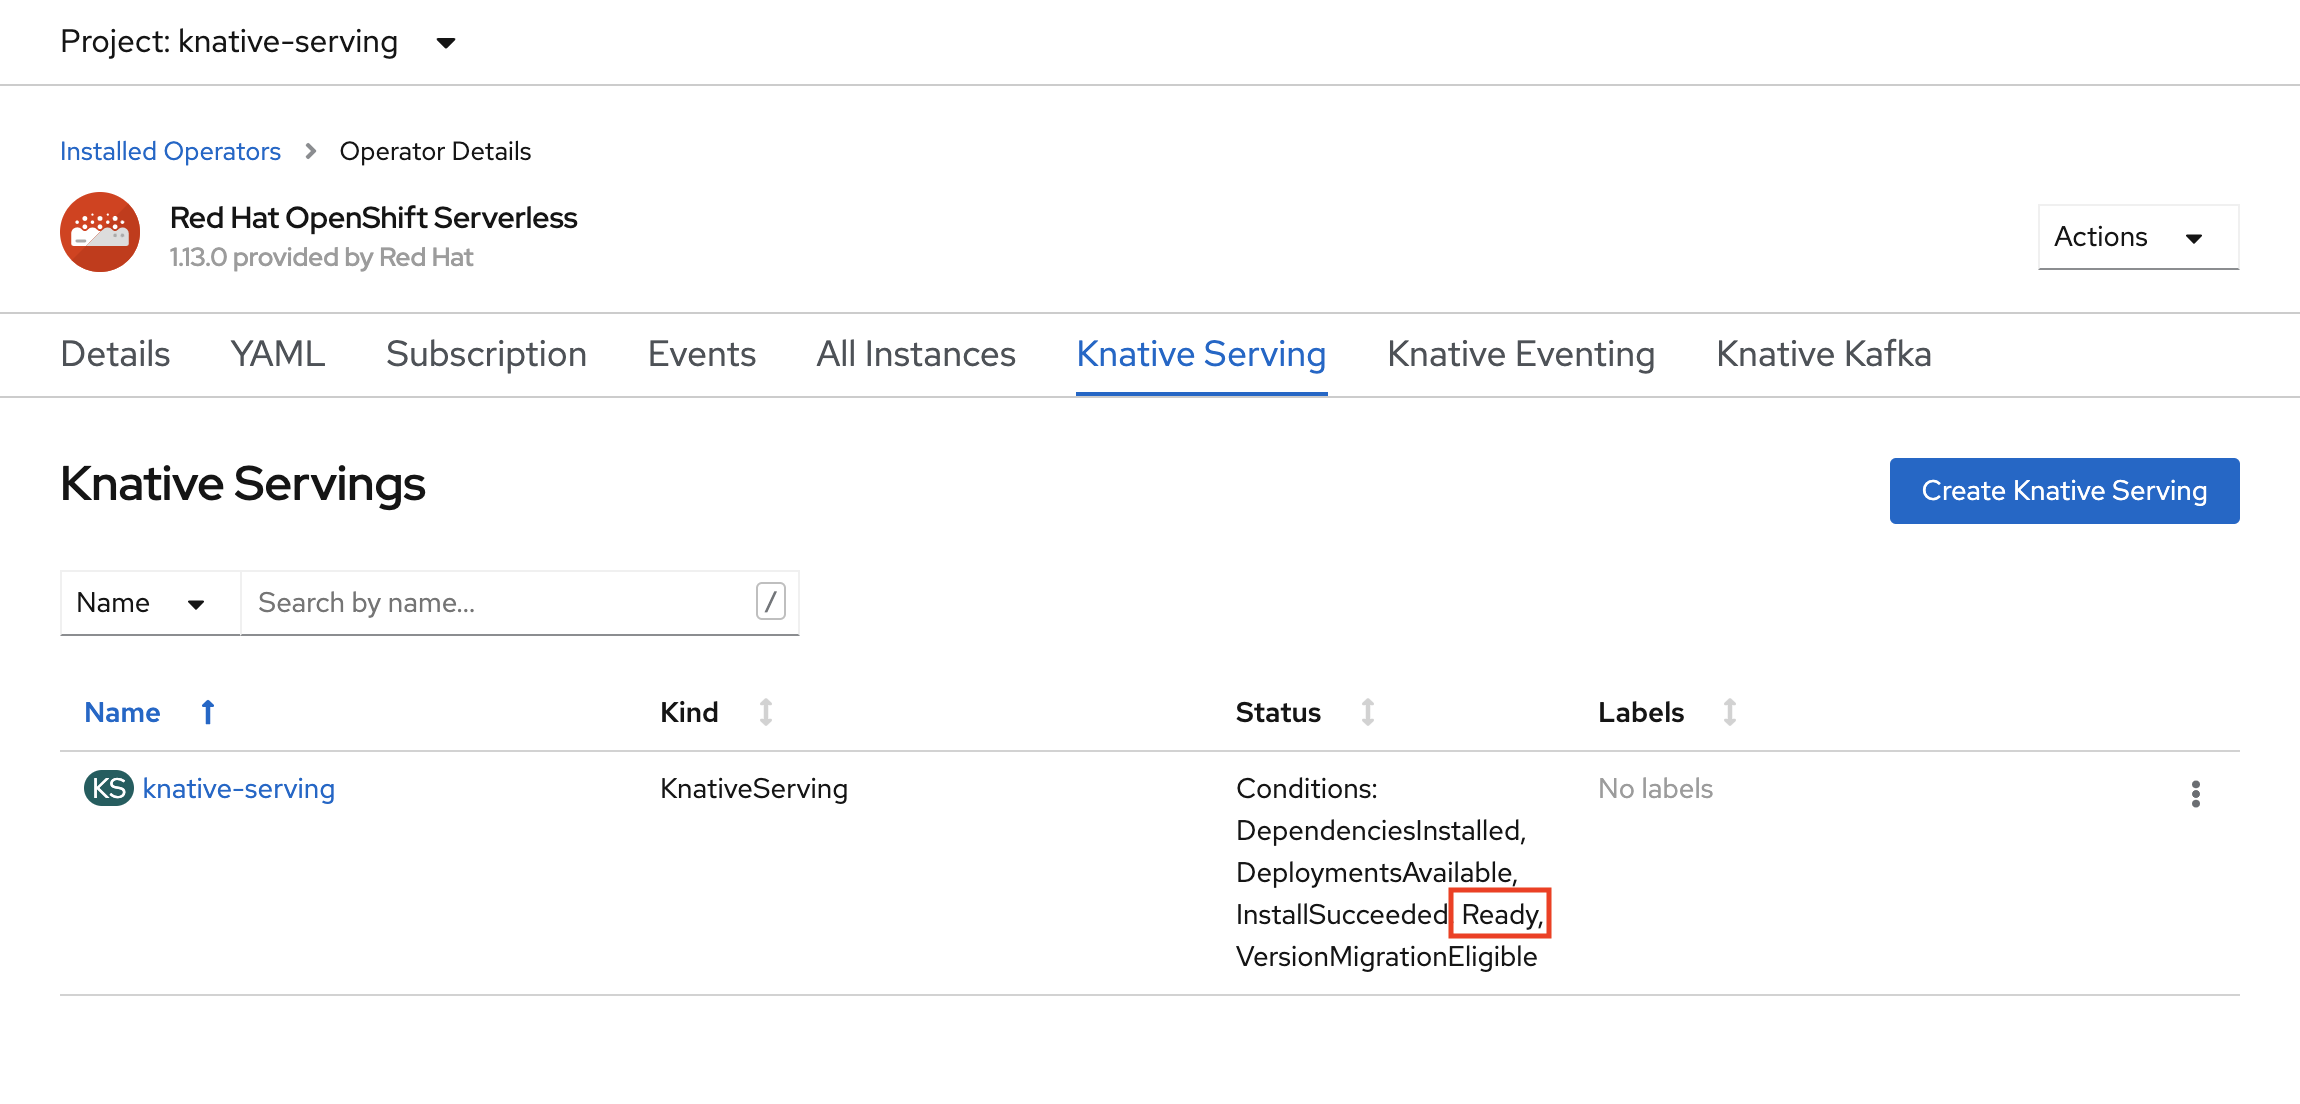 Project: knative-serving
Installed Operators > Operator Details
Red Hat OpenShift Serverless
1.13.0 provided by Red Hat
Actions
Details YAML Subscription Events All Instances Knative Serving Knative Eventing Knative Kafka
Knative Servings
Create Knative Serving
Name Search by name... /
Name Kind Status Labels
KS knative-serving KnativeServing Conditions: No labels
DependenciesInstalled,
DeploymentsAvailable,
InstallSucceeded Ready,
VersionMigrationEligible